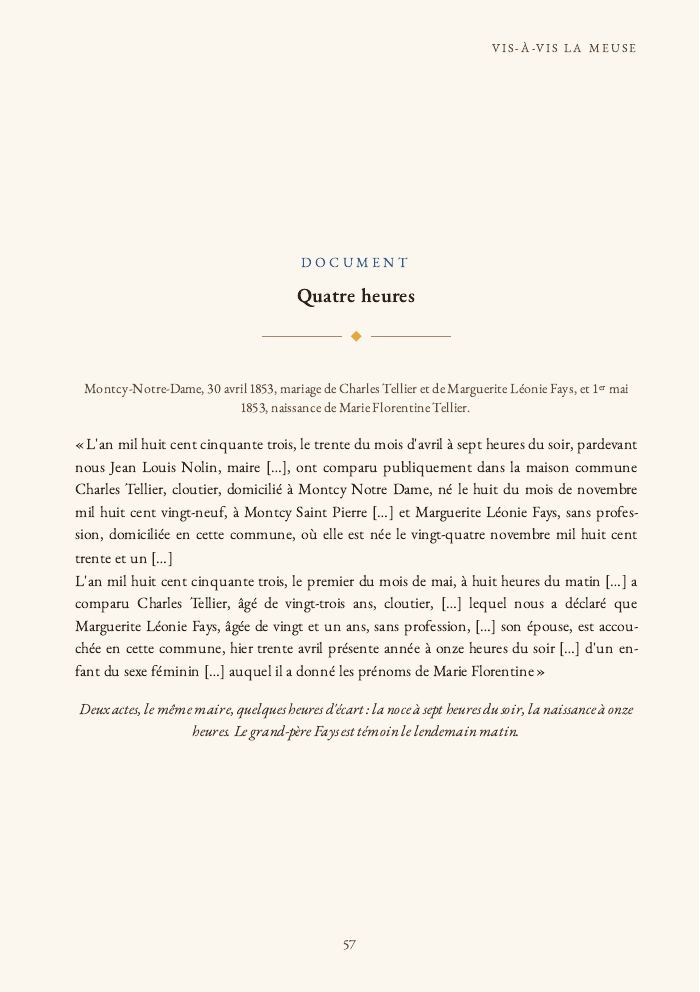 VIS-À-VIS LA MEUSE
DOCUMENT
Quatre heures
Montcy-Notre-Dame, 30 avril 1853, mariage de Charles Tellier et de Marguerite Léonie Fays, et 1er mai
1853, naissance de Marie Florentine Tellier.
« L'an mil huit cent cinquante trois, le trente du mois d'avril à sept heures du soir, pardevant
nous Jean Louis Nolin, maire [...], ont comparu publiquement dans la maison commune
Charles Tellier, cloutier, domicilié à Montcy Notre Dame, né le huit du mois de novembre
mil huit cent vingt-neuf, à Montcy Saint Pierre [...] et Marguerite Léonie Fays, sans profes-
sion, domiciliée en cette commune, où elle est née le vingt-quatre novembre mil huit cent
trente et un [...]
L'an mil huit cent cinquante trois, le premier du mois de mai, à huit heures du matin [...] a
comparu Charles Tellier, âgé de vingt-trois ans, cloutier, [...] lequel nous a déclaré que
Marguerite Léonie Fays, âgée de vingt et un ans, sans profession, [...] son épouse, est accou-
chée en cette commune, hier trente avril présente année à onze heures du soir [...] d'un en-
fant du sexe féminin [...] auquel il a donné les prénoms de Marie Florentine »
Deux actes, le même maire, quelques heures d'écart : la noce à sept heures du soir, la naissance à onze
heures. Le grand-père Fays est témoin le lendemain matin.
57